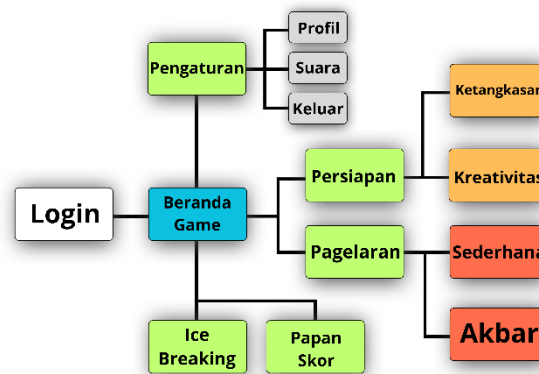 Profil
Pengaturan
Suara
Keluar
Ketangkasan
Persiapan
Kreativitas
Login
Beranda
Game
Pagelaran
Sederhana
Akbar
Ice
Breaking
Papan
Skor